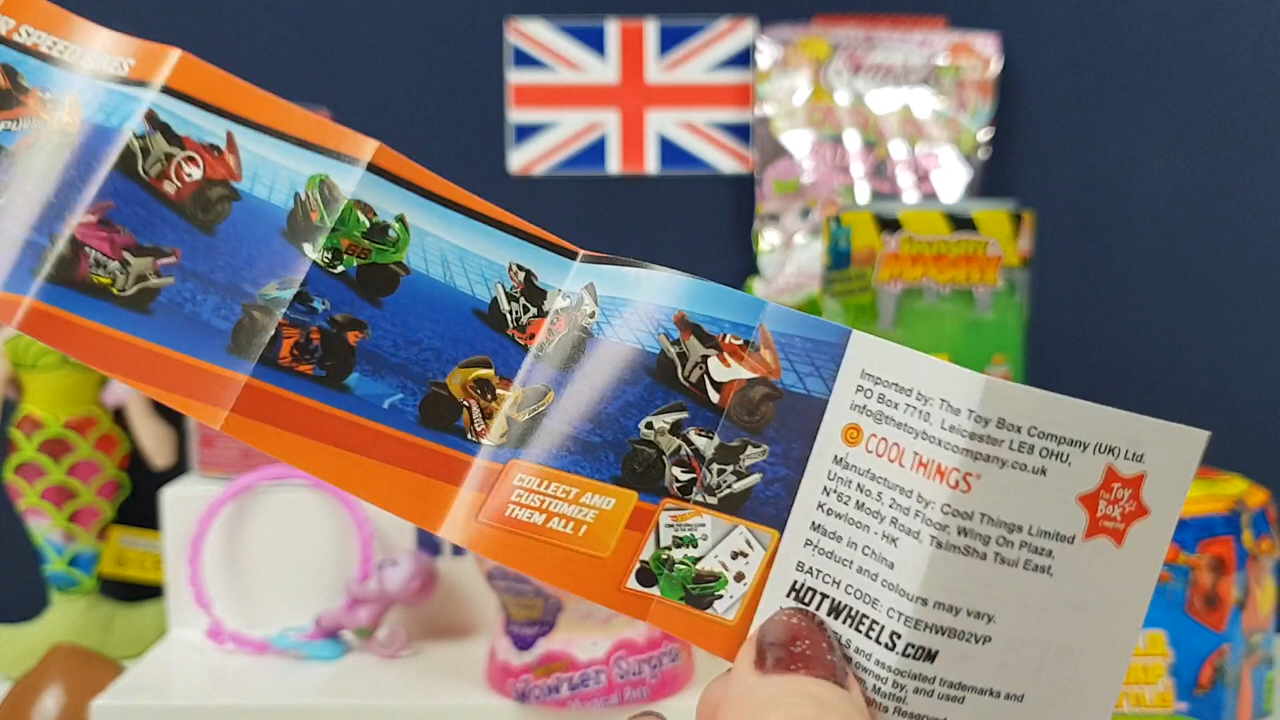 SPEED BIKES
68
COLLECT AND
CUSTOMIZE
THEM ALL !
Imported by: The Toy Box Company (UK) Ltd.
PO Box 7710, Leicester LE8 0HU,
info@thetoyboxcompany.co.uk
COOL THINGS®
The Toy Box Company
Manufactured by: Cool Things Limited
Unit No.5, 2nd Floor, Wing On Plaza,
N°62 Mody Road, TsimSha Tsui East,
Kowloon - HK
Made in China
Product and colours may vary.
BATCH CODE: CTEEHWB02VP
HOTWHEELS.COM
and associated trademarks and
owned by, and used
Mattel.
Reserved